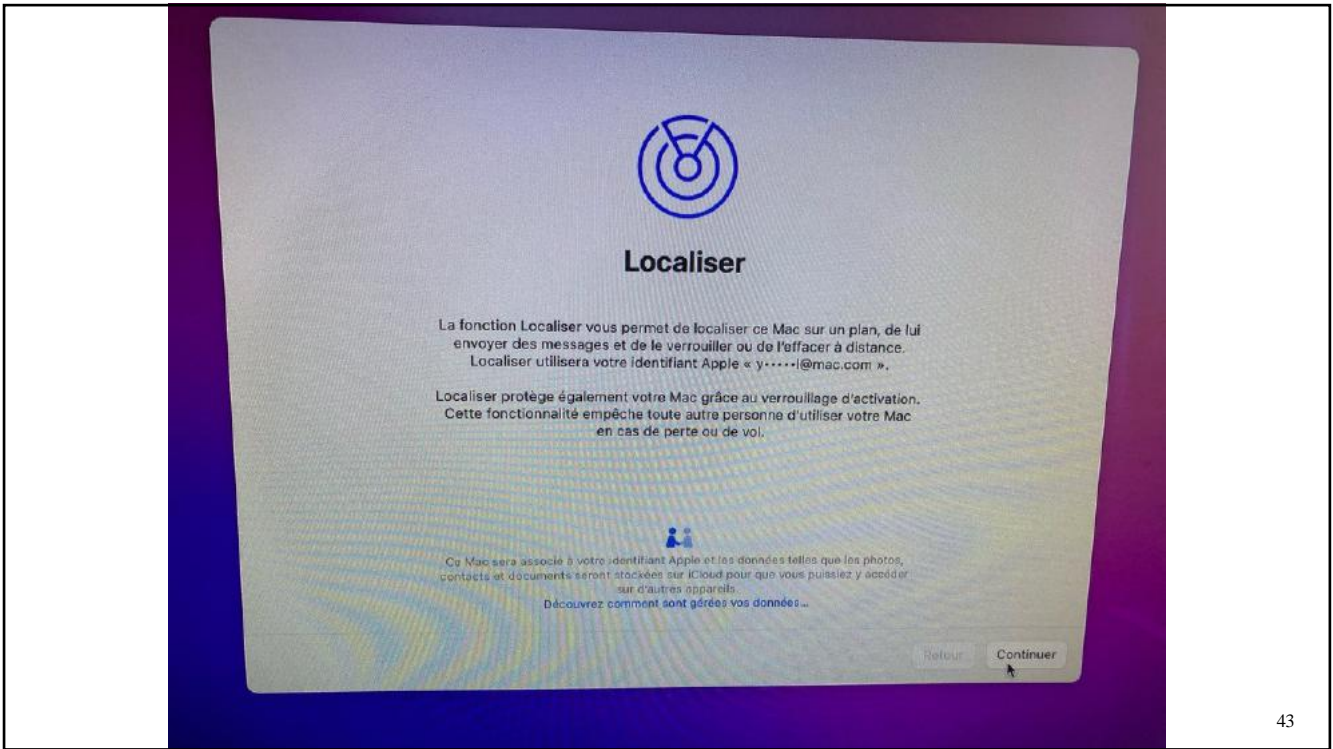 Localiser
La fonction Localiser vous permet de localiser ce Mac sur un plan, de lui
envoyer des messages et de le verrouiller ou de l'effacer à distance.
Localiser utilisera votre identifiant Apple « y•••••l@mac.com ».
Localiser protège également votre Mac grâce au verrouillage d'activation.
Cette fonctionnalité empêche toute autre personne d'utiliser votre Mac
en cas de perte ou de vol.
Ce Mac sera associé à votre identifiant Apple et les données telles que les photos,
contacts et documents seront stockées sur iCloud pour que vous puissiez y accéder
sur d'autres appareils.
Découvrez comment sont gérées vos données...
Retour Continuer
43